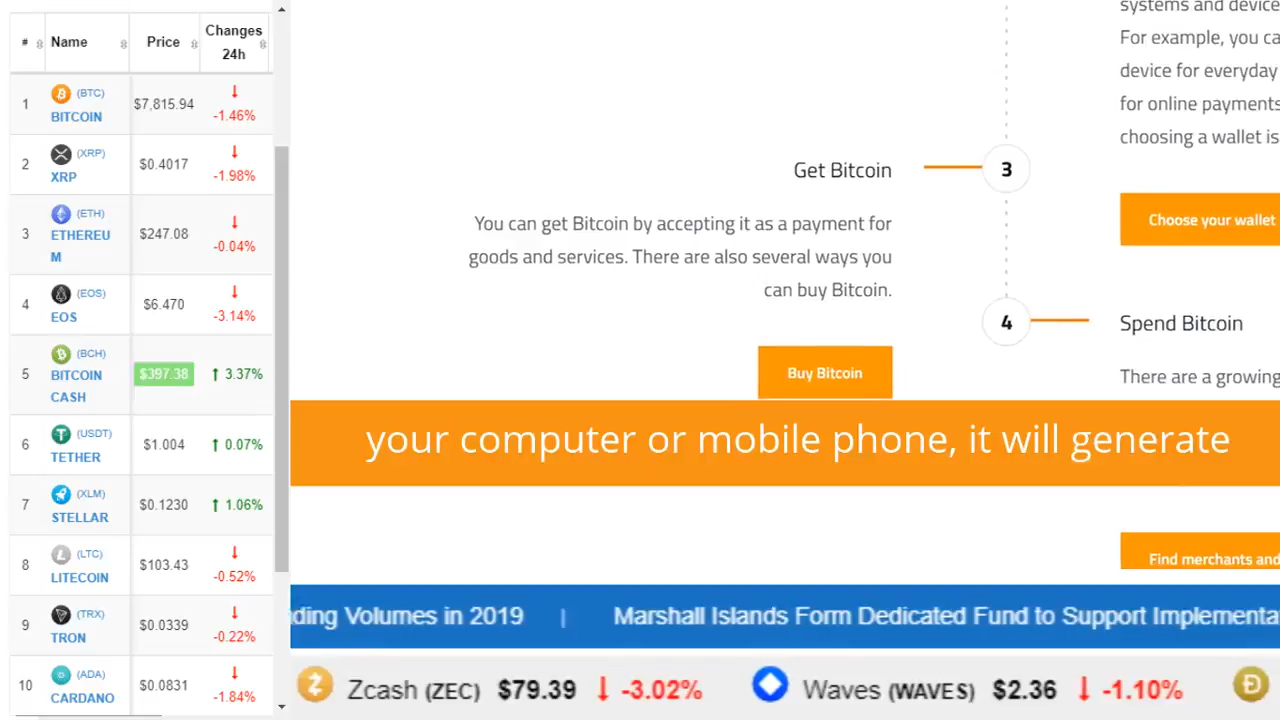 # Name Price Changes 24h
1 (BTC) BITCOIN $7,815.94 ↓ -1.46%
2 (XRP) XRP $0.4017 ↓ -1.98%
3 (ETH) ETHEREUM $247.08 ↓ -0.04%
4 (EOS) EOS $6.470 ↓ -3.14%
5 (BCH) BITCOIN CASH $397.38 ↑ 3.37%
6 (USDT) TETHER $1.004 ↑ 0.07%
7 (XLM) STELLAR $0.1230 ↑ 1.06%
8 (LTC) LITECOIN $103.43 ↓ -0.52%
9 (TRX) TRON $0.0339 ↓ -0.22%
10 (ADA) CARDANO $0.0831 ↓ -1.84%
systems and device
For example, you ca
device for everyday
for online payments
choosing a wallet is
Choose your wallet
Get Bitcoin
3
You can get Bitcoin by accepting it as a payment for
goods and services. There are also several ways you
can buy Bitcoin.
Buy Bitcoin
4
Spend Bitcoin
There are a growing
your computer or mobile phone, it will generate
Find merchants and
ding Volumes in 2019 | Marshall Islands Form Dedicated Fund to Support Implementa
Zcash (ZEC) $79.39 ↓ -3.02% Waves (WAVES) $2.36 ↓ -1.10%